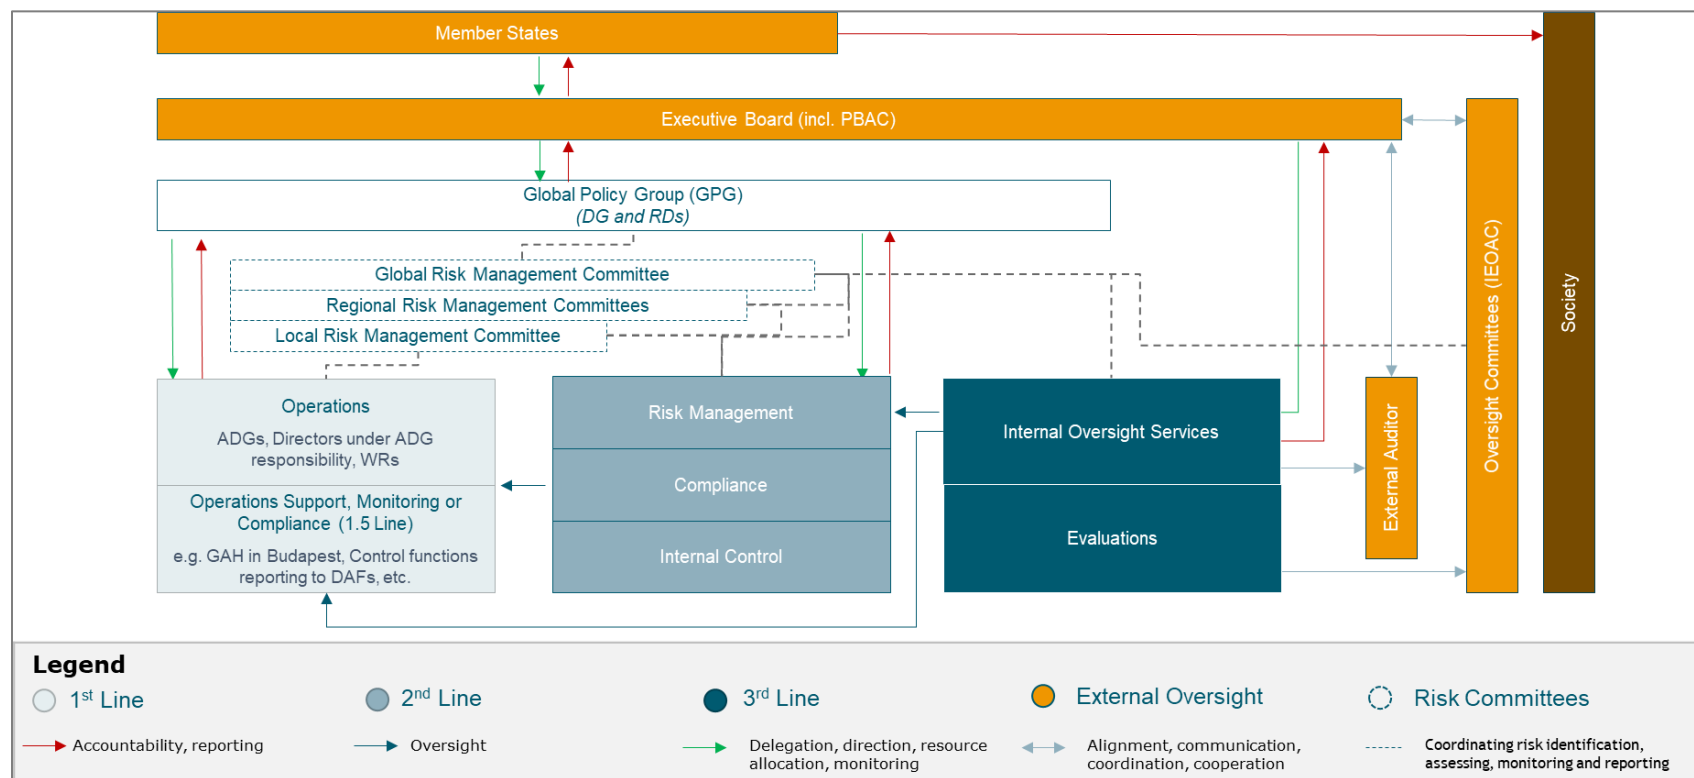 Member States
Executive Board (incl. PBAC)
Global Policy Group (GPG)
(DG and RDs)
Global Risk Management Committee
Regional Risk Management Committees
Local Risk Management Committee
Operations
ADGs, Directors under ADG
responsibility, WRs
Operations Support, Monitoring or
Compliance (1.5 Line)
e.g. GAH in Budapest, Control functions
reporting to DAFs, etc.
Risk Management
Compliance
Internal Control
Internal Oversight Services
Evaluations
External Auditor
Oversight Committees (IEOAC)
Society
Legend
1st Line
2nd Line
3rd Line
External Oversight
Risk Committees
Accountability, reporting
Oversight
Delegation, direction, resource
allocation, monitoring
Alignment, communication,
coordination, cooperation
Coordinating risk identification,
assessing, monitoring and reporting